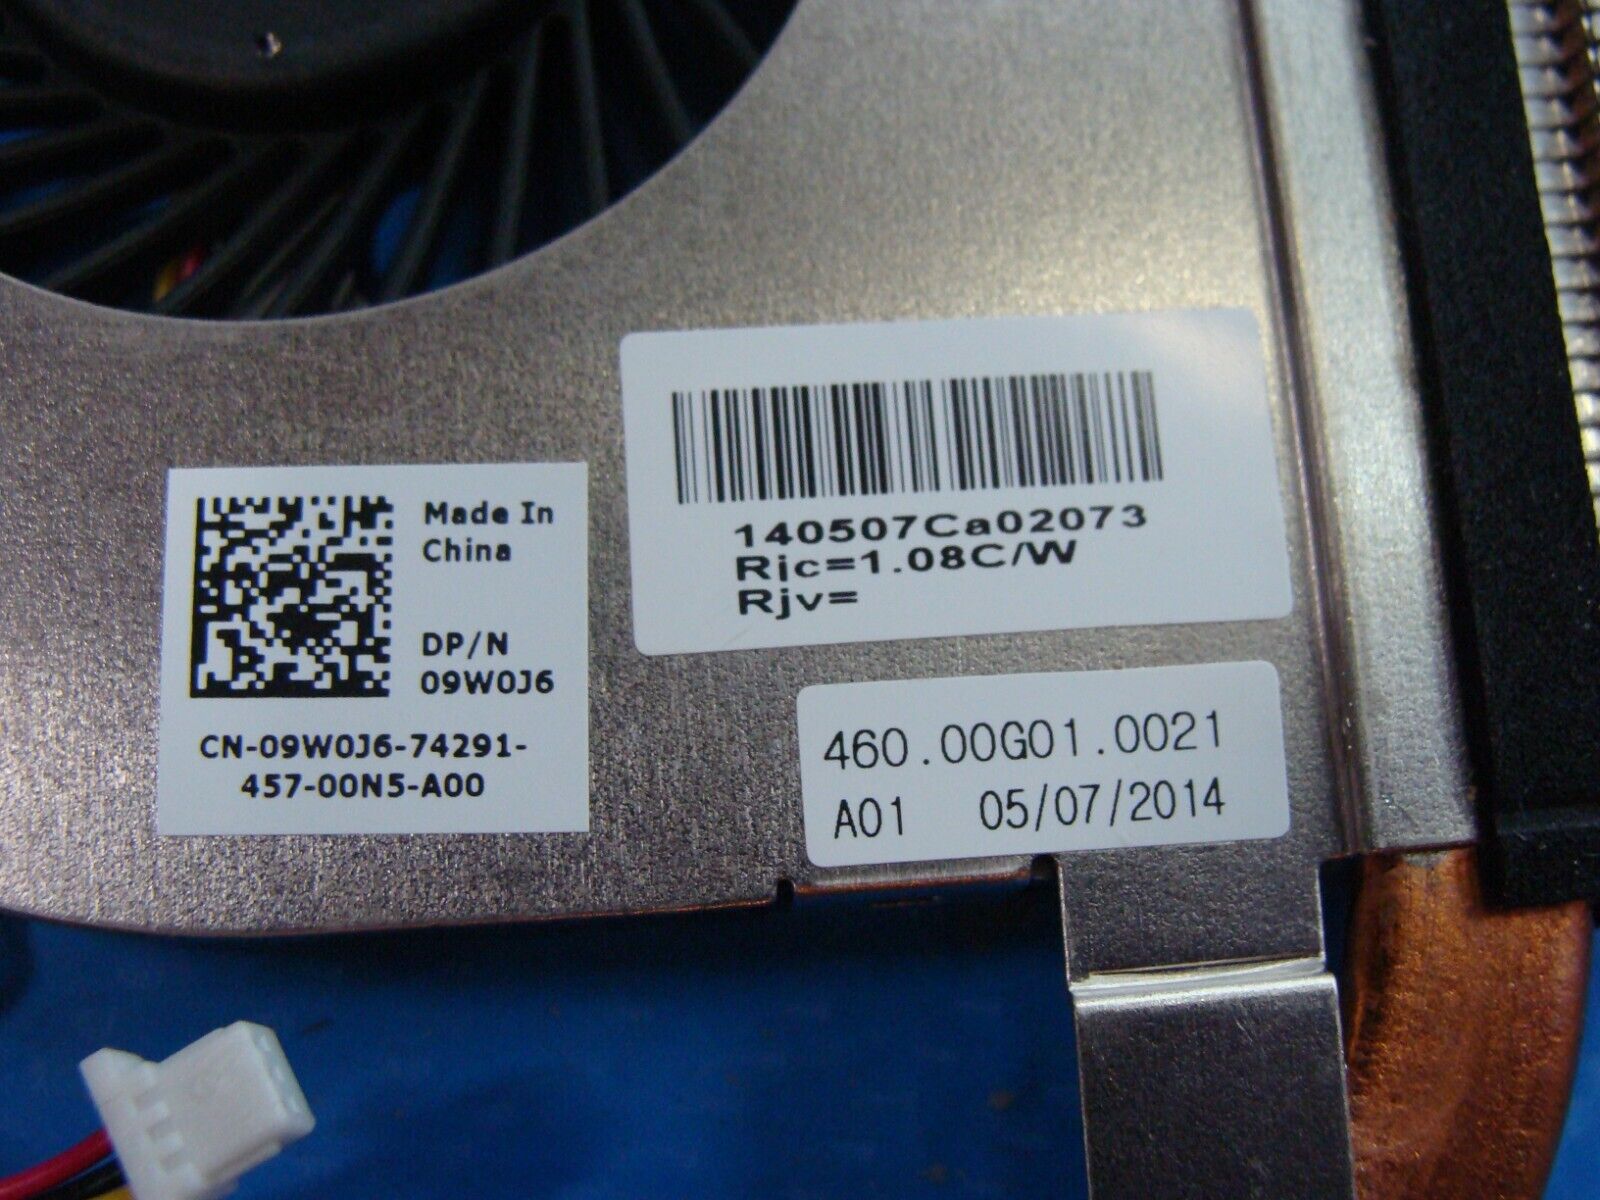 Made In
China
DP/N
09W0J6
CN-09W0J6-74291-
457-00N5-A00
140507Ca02073
Rjc=1.08C/W
Rjv=
460.00G01.0021
A01 05/07/2014